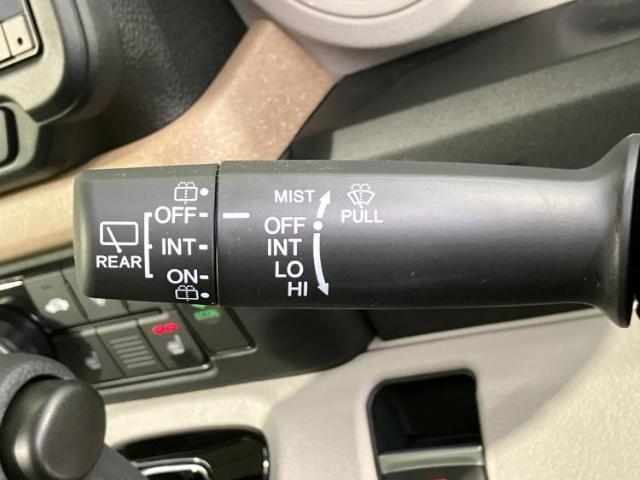 MIST
PULL
OFF
OFF
INT
INT
REAR
LO
ON
HI
ECON